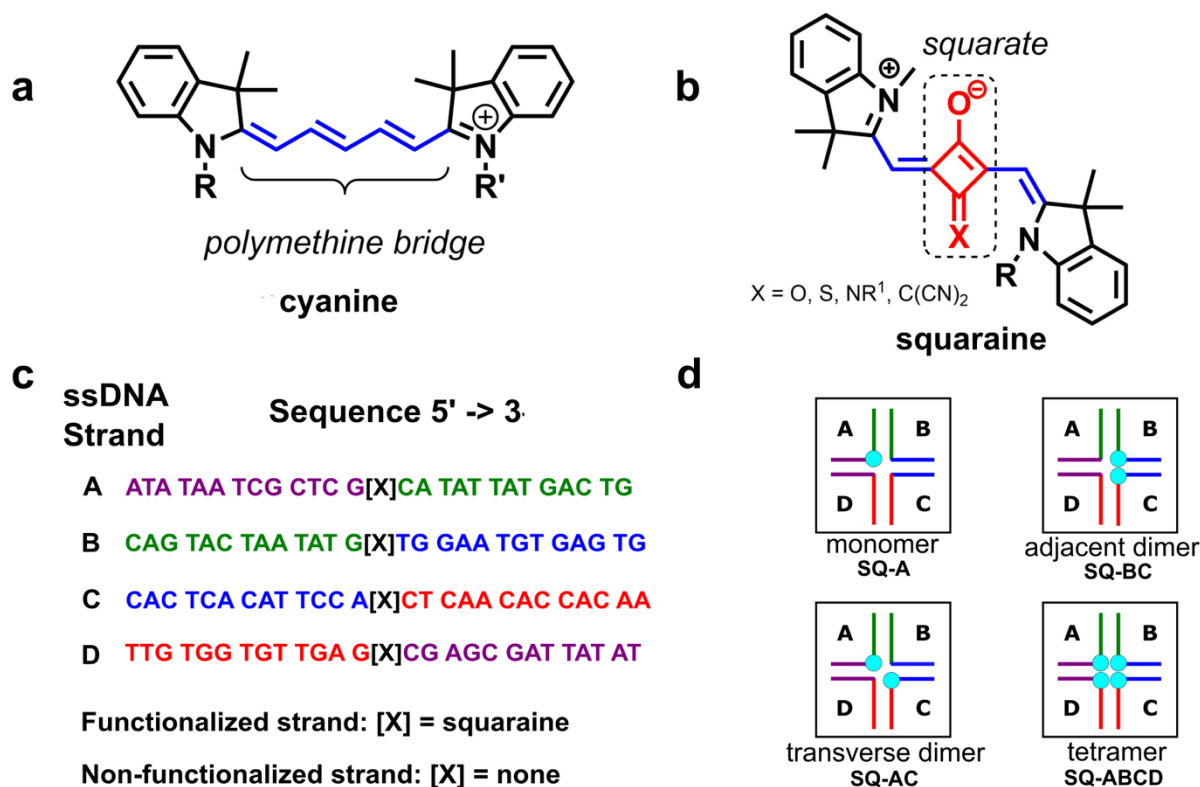 a
N
R
N
⊕
R'
polymethine bridge
cyanine
b
squarate
⊕
N
O⊖
X
N
R
X = O, S, NR¹, C(CN)₂
squaraine
c
ssDNA
Strand
Sequence 5' -> 3
A ATA TAA TCG CTC G[X]CA TAT TAT GAC TG
B CAG TAC TAA TAT G[X]TG GAA TGT GAG TG
C CAC TCA CAT TCC A[X]CT CAA CAC CAC AA
D TTG TGG TGT TGA G[X]CG AGC GAT TAT AT
Functionalized strand: [X] = squaraine
Non-functionalized strand: [X] = none
d
A B
D C
monomer
SQ-A
A B
D C
adjacent dimer
SQ-BC
A B
D C
transverse dimer
SQ-AC
A B
D C
tetramer
SQ-ABCD